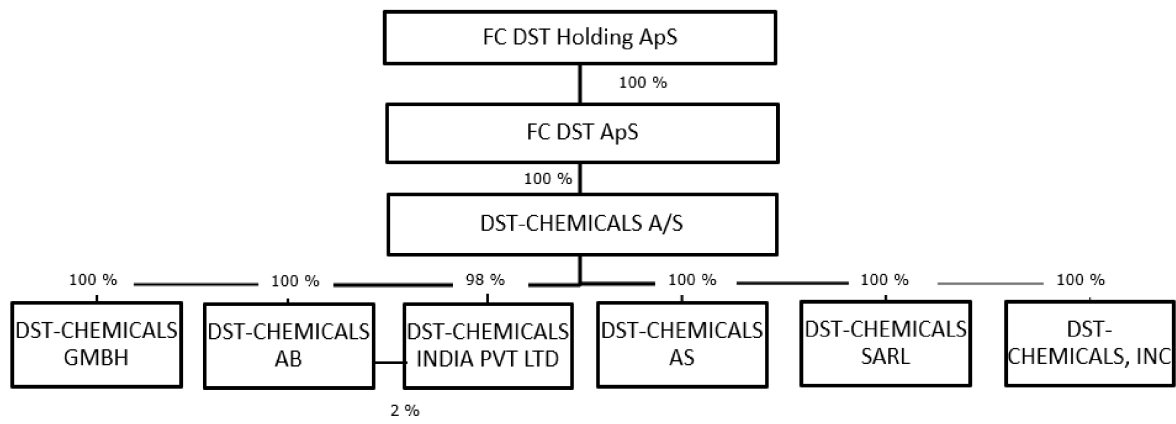 FC DST Holding ApS
100 %
FC DST ApS
100 %
DST-CHEMICALS A/S
100 %
100 %
98 %
100 %
100 %
100 %
DST-CHEMICALS
GMBH
DST-CHEMICALS
AB
DST-CHEMICALS
INDIA PVT LTD
DST-CHEMICALS
AS
DST-CHEMICALS
SARL
DST-
CHEMICALS, INC
2 %